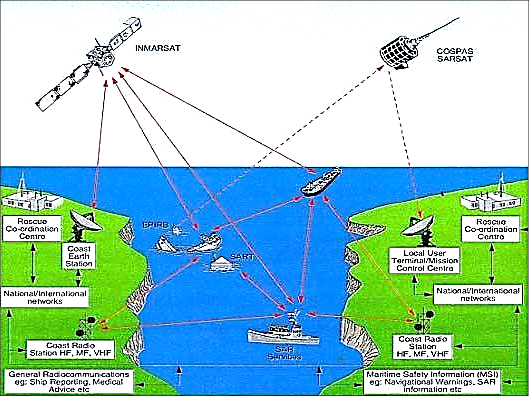 INMARSAT
COSPAS
SARSAT
EPIRB
SART
Rescue
Co-ordination
Centre
Coast
Earth
Station
National/International
networks
Coast Radio
Station HF, MF, VHF
General Radiocommunications
eg: Ship Reporting, Medical
Advice etc
SAR
Services
Rescue
Co-ordination
Centre
Local User
Terminal/Mission
Control Centre
National/International
networks
Coast Radio
Station
HF, MF, VHF
Maritime Safety Information (MSI)
eg: Navigational Warnings, SAR
information etc